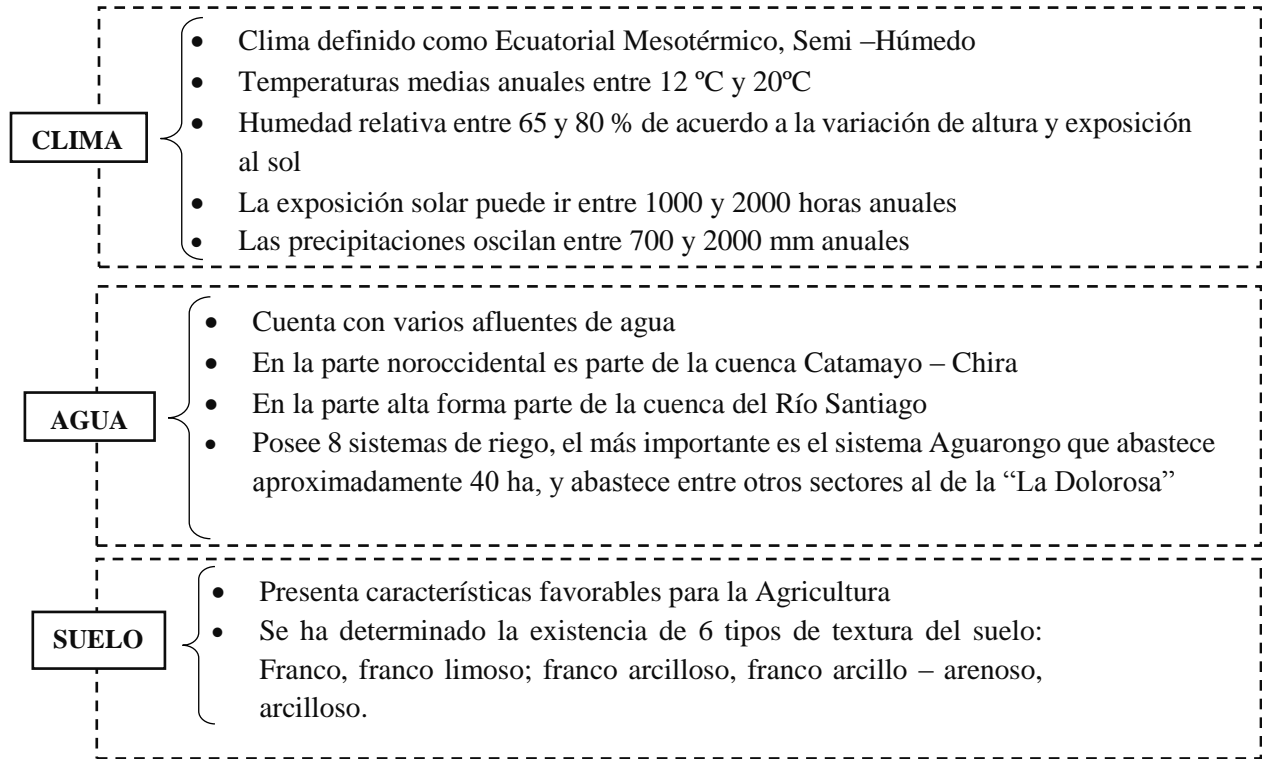 CLIMA
• Clima definido como Ecuatorial Mesotérmico, Semi –Húmedo
• Temperaturas medias anuales entre 12 ºC y 20ºC
• Humedad relativa entre 65 y 80 % de acuerdo a la variación de altura y exposición
al sol
• La exposición solar puede ir entre 1000 y 2000 horas anuales
• Las precipitaciones oscilan entre 700 y 2000 mm anuales
AGUA
• Cuenta con varios afluentes de agua
• En la parte noroccidental es parte de la cuenca Catamayo – Chira
• En la parte alta forma parte de la cuenca del Río Santiago
• Posee 8 sistemas de riego, el más importante es el sistema Aguarongo que abastece
aproximadamente 40 ha, y abastece entre otros sectores al de la “La Dolorosa”
SUELO
• Presenta características favorables para la Agricultura
• Se ha determinado la existencia de 6 tipos de textura del suelo:
Franco, franco limoso; franco arcilloso, franco arcillo – arenoso,
arcilloso.